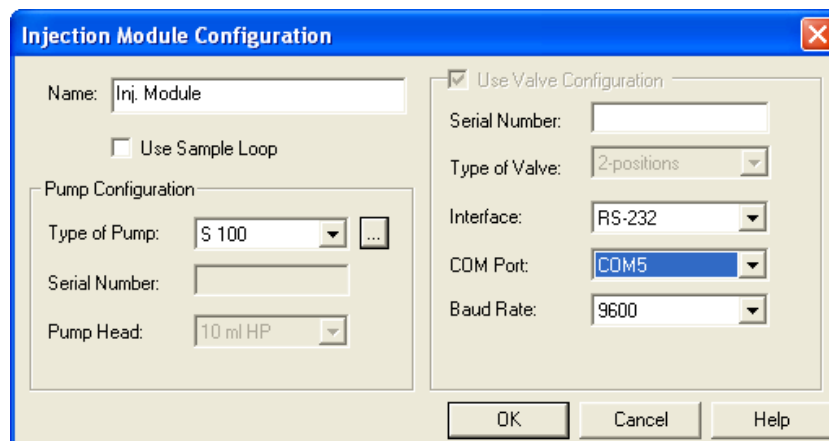 Injection Module Configuration
Name: Inj. Module
Use Sample Loop
Pump Configuration
Type of Pump: S 100 ...
Serial Number:
Pump Head: 10 ml HP
Use Valve Configuration
Serial Number:
Type of Valve: 2-positions
Interface: RS-232
COM Port: COM5
Baud Rate: 9600
OK Cancel Help